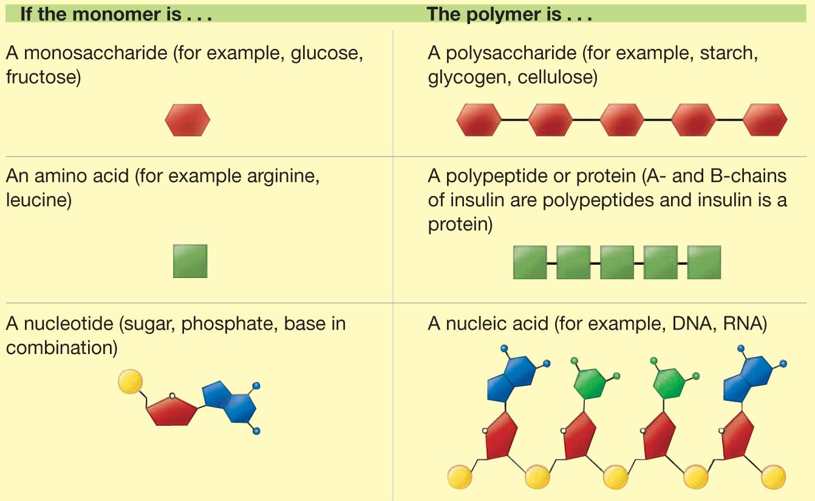 If the monomer is . . .
The polymer is . . .
A monosaccharide (for example, glucose,
fructose)
A polysaccharide (for example, starch,
glycogen, cellulose)
An amino acid (for example arginine,
leucine)
A polypeptide or protein (A- and B-chains
of insulin are polypeptides and insulin is a
protein)
A nucleotide (sugar, phosphate, base in
combination)
A nucleic acid (for example, DNA, RNA)